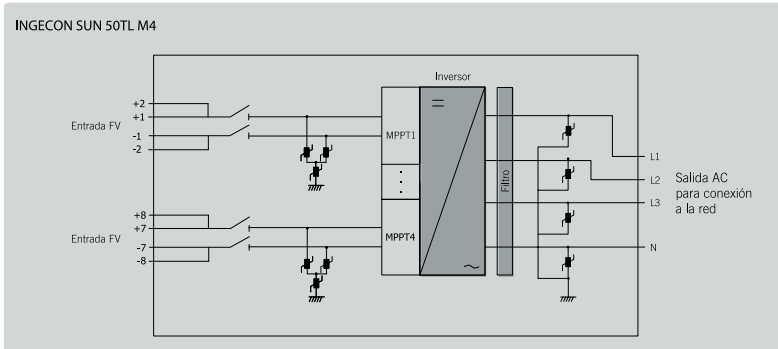 INGECON SUN 50TL M4
Inversor
+2
+1
Entrada FV
-1
-2
MPPT1
+8
+7
Entrada FV
-7
-8
MPPT4
Filtro
L1
L2
L3
N
Salida AC
para conexión
a la red